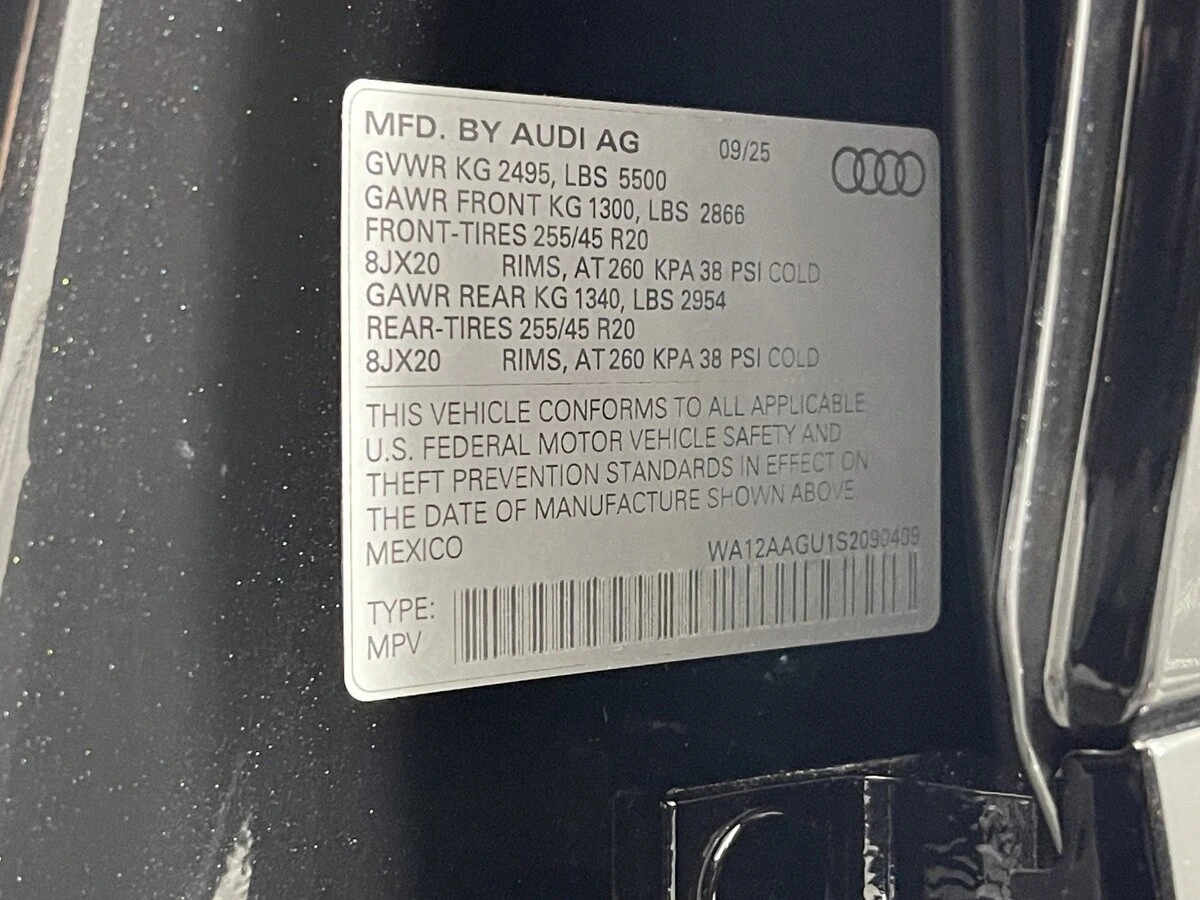 MFD. BY AUDI AG 09/25
GVWR KG 2495, LBS 5500
GAWR FRONT KG 1300, LBS 2866
FRONT-TIRES 255/45 R20
8JX20 RIMS, AT 260 KPA 38 PSI COLD
GAWR REAR KG 1340, LBS 2954
REAR-TIRES 255/45 R20
8JX20 RIMS, AT 260 KPA 38 PSI COLD
THIS VEHICLE CONFORMS TO ALL APPLICABLE
U.S. FEDERAL MOTOR VEHICLE SAFETY AND
THEFT PREVENTION STANDARDS IN EFFECT ON
THE DATE OF MANUFACTURE SHOWN ABOVE.
MEXICO WA12AAGU1S2090409
TYPE:
MPV